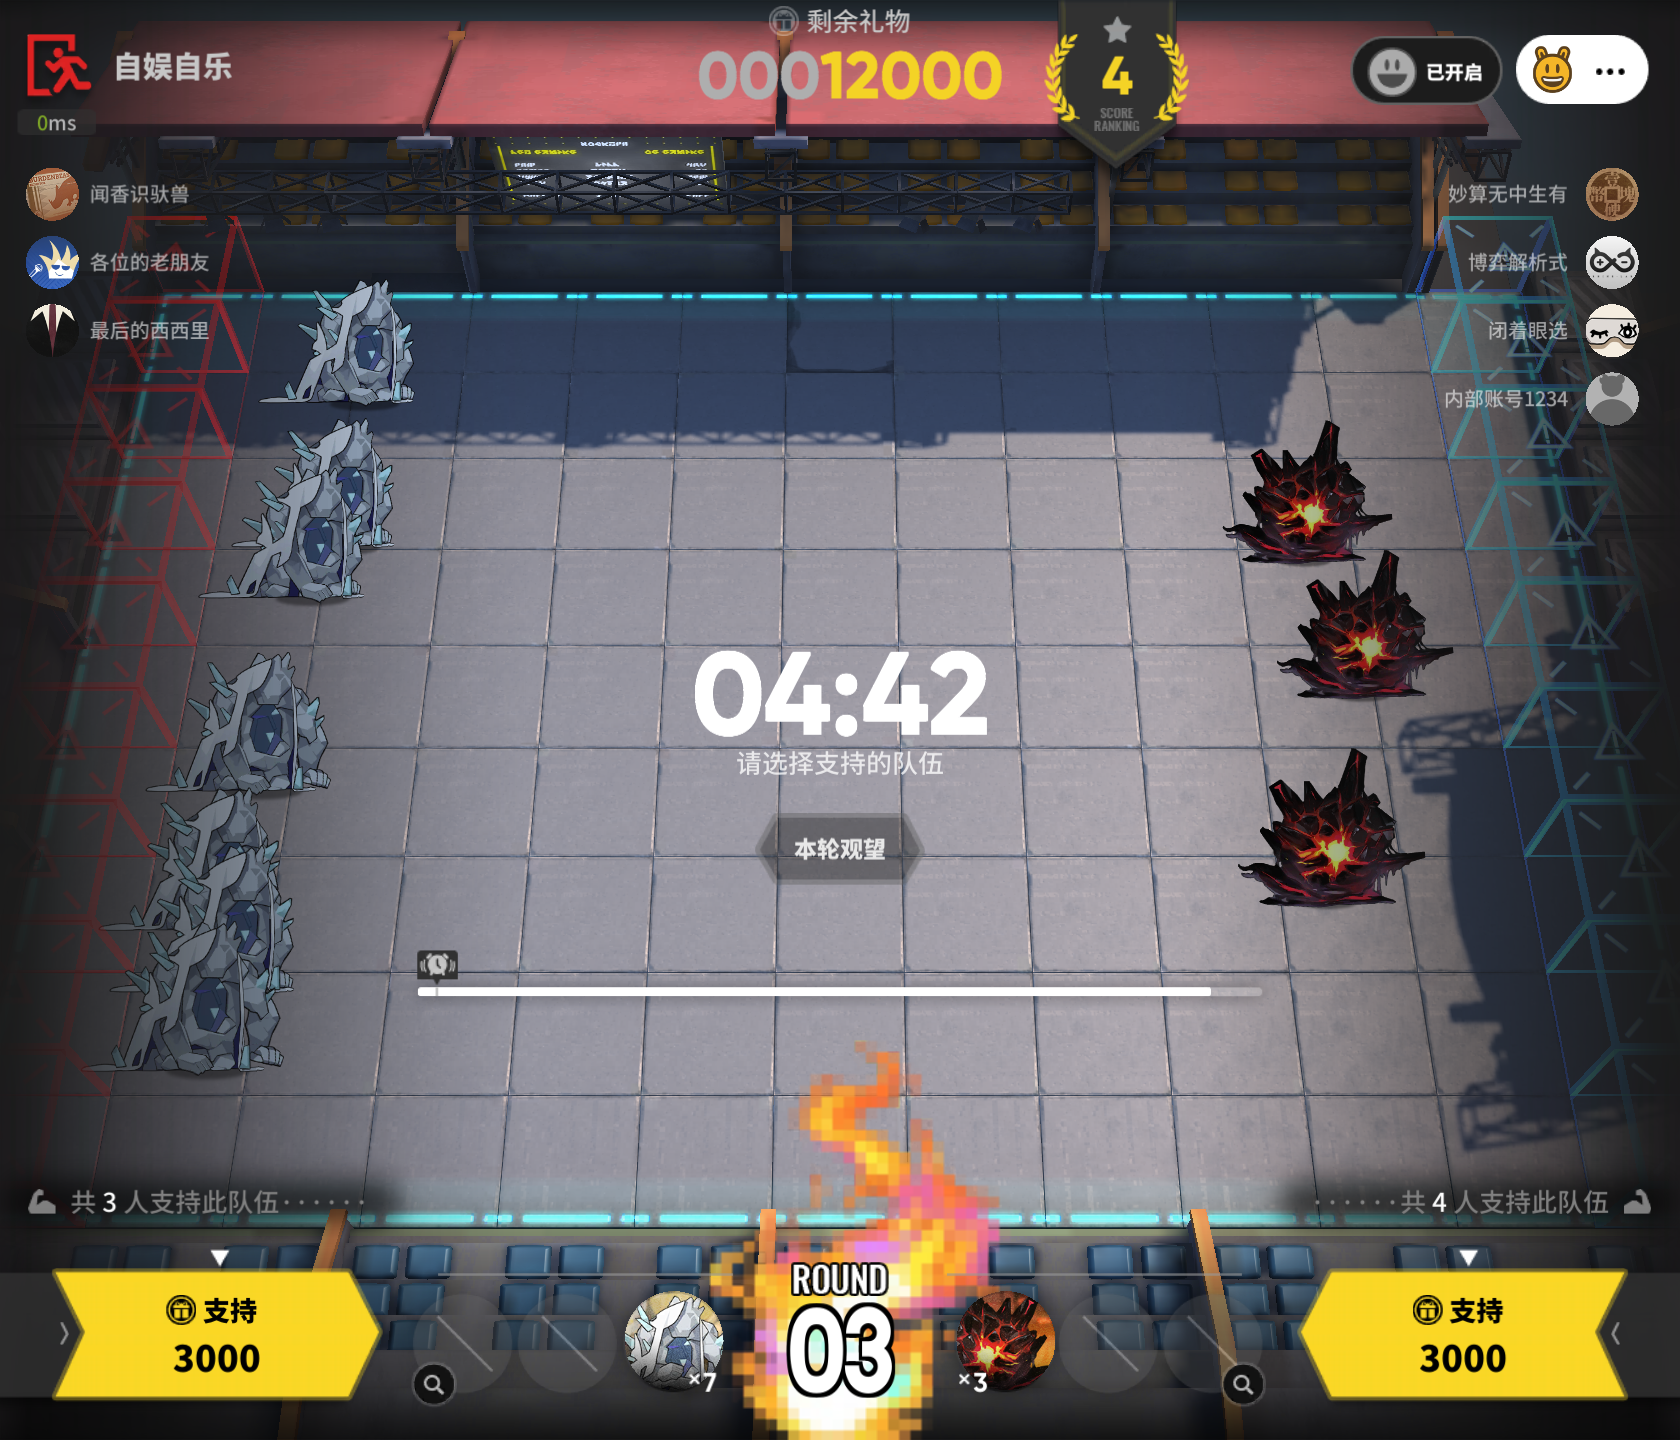 剩余礼物
自娱自乐
00012000
4
SCORE
RANKING
已开启
0ms
闻香识驮兽
各位的老朋友
最后的西西里
妙算无中生有
博弈解析式
闭着眼选
内部账号1234
04:42
请选择支持的队伍
本轮观望
共 3 人支持此队伍
共 4 人支持此队伍
支持
3000
×7
ROUND
03
×3
支持
3000